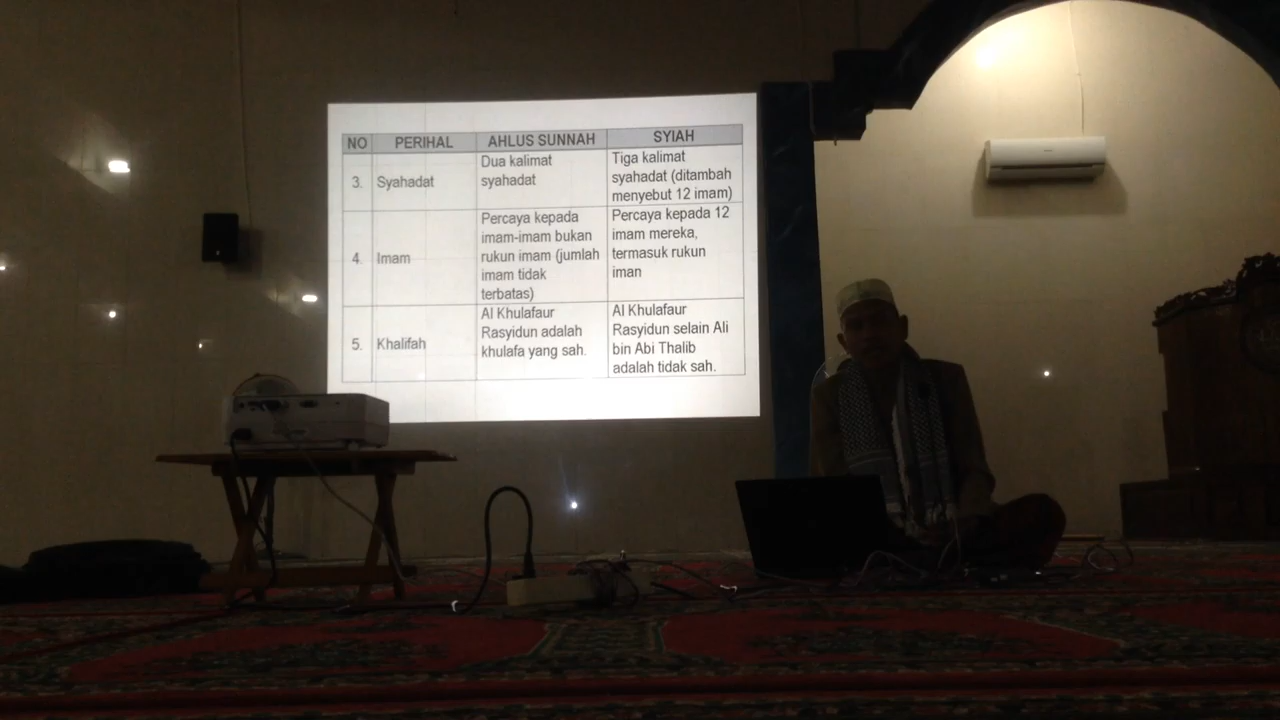 NO PERIHAL AHLUS SUNNAH SYIAH
3. Syahadat
Dua kalimat
syahadat
Tiga kalimat
syahadat (ditambah
menyebut 12 imam)
4. Imam
Percaya kepada
imam-imam bukan
rukun imam (jumlah
imam tidak
terbatas)
Percaya kepada 12
imam mereka,
termasuk rukun
iman
5. Khalifah
Al Khulafaur
Rasyidun adalah
khulafa yang sah.
Al Khulafaur
Rasyidun selain Ali
bin Abi Thalib
adalah tidak sah.